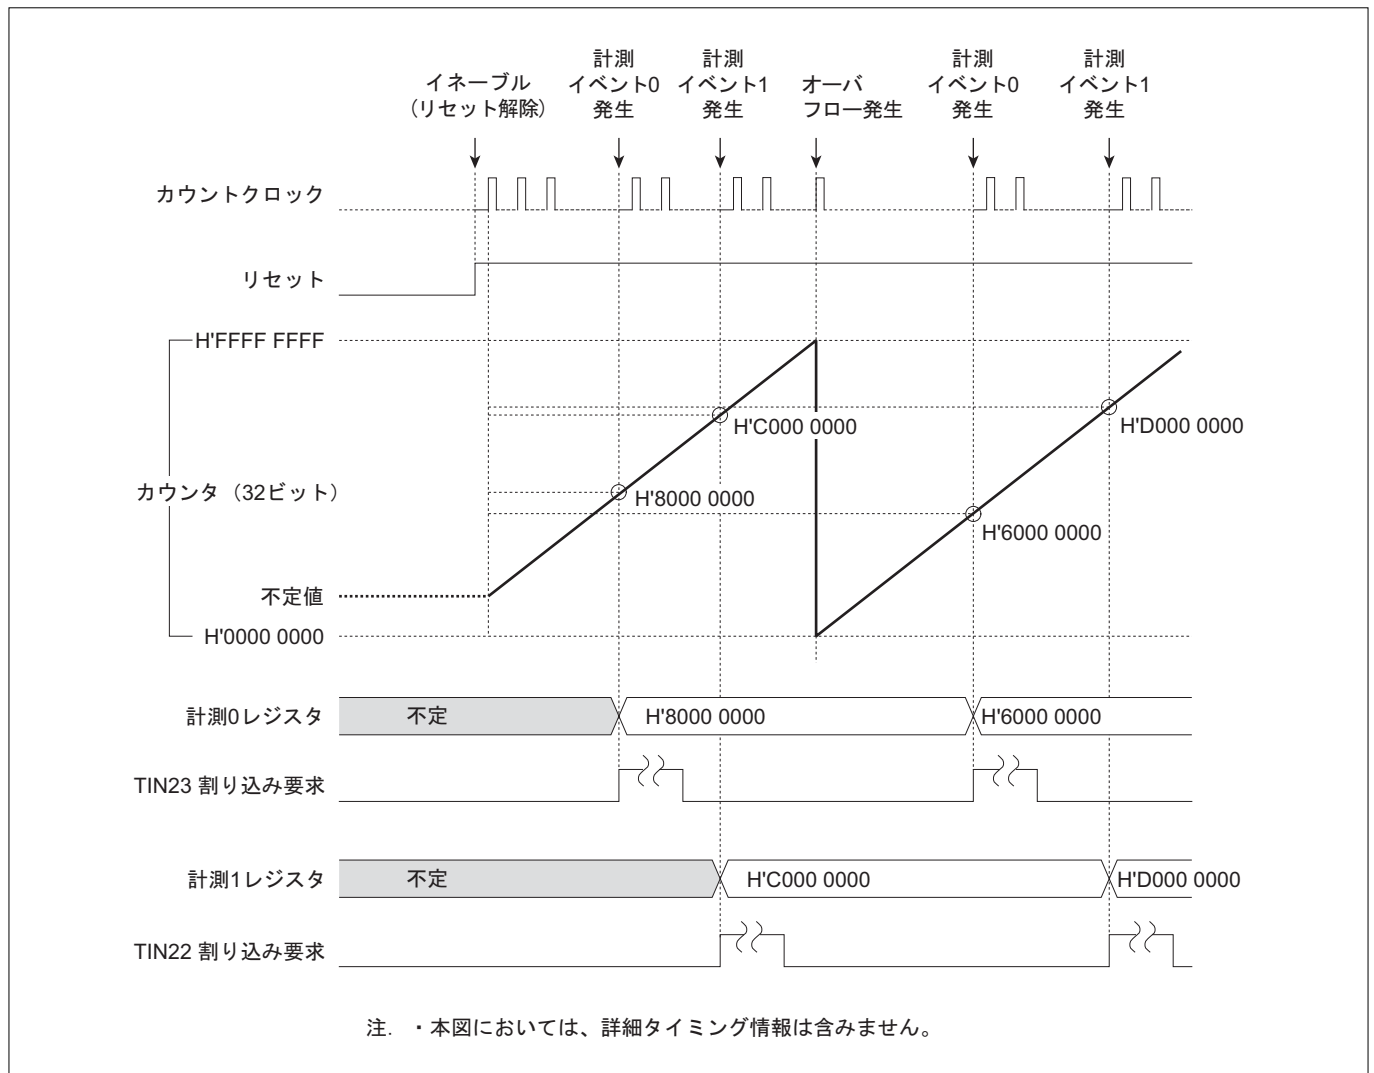 計測
イベント0
発生
計測
イベント1
発生
計測
イベント0
発生
計測
イベント1
発生
イネーブル
(リセット解除)
オーバ
フロー発生
カウントクロック
リセット
H'FFFF FFFF
H'C000 0000
H'D000 0000
カウンタ（32ビット）
H'8000 0000
H'6000 0000
不定値
H'0000 0000
計測0レジスタ 不定 H'8000 0000 H'6000 0000
TIN23 割り込み要求
計測1レジスタ 不定 H'C000 0000 H'D000 0000
TIN22 割り込み要求
注. ・本図においては、詳細タイミング情報は含みません。